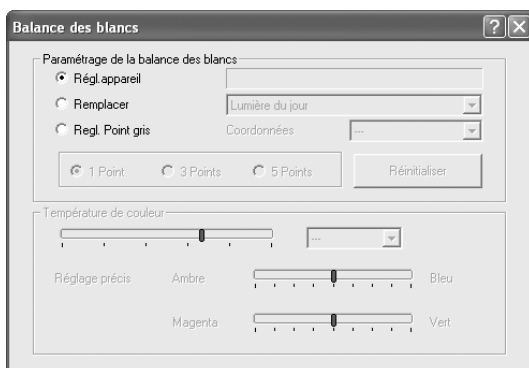 Balance des blancs
Paramétrage de la balance des blancs
Régl.appareil
Remplacer
Lumière du jour
Regl. Point gris
Coordonnées
---
1 Point
3 Points
5 Points
Réinitialiser
Température de couleur
---
Réglage précis
Ambre
Bleu
Magenta
Vert